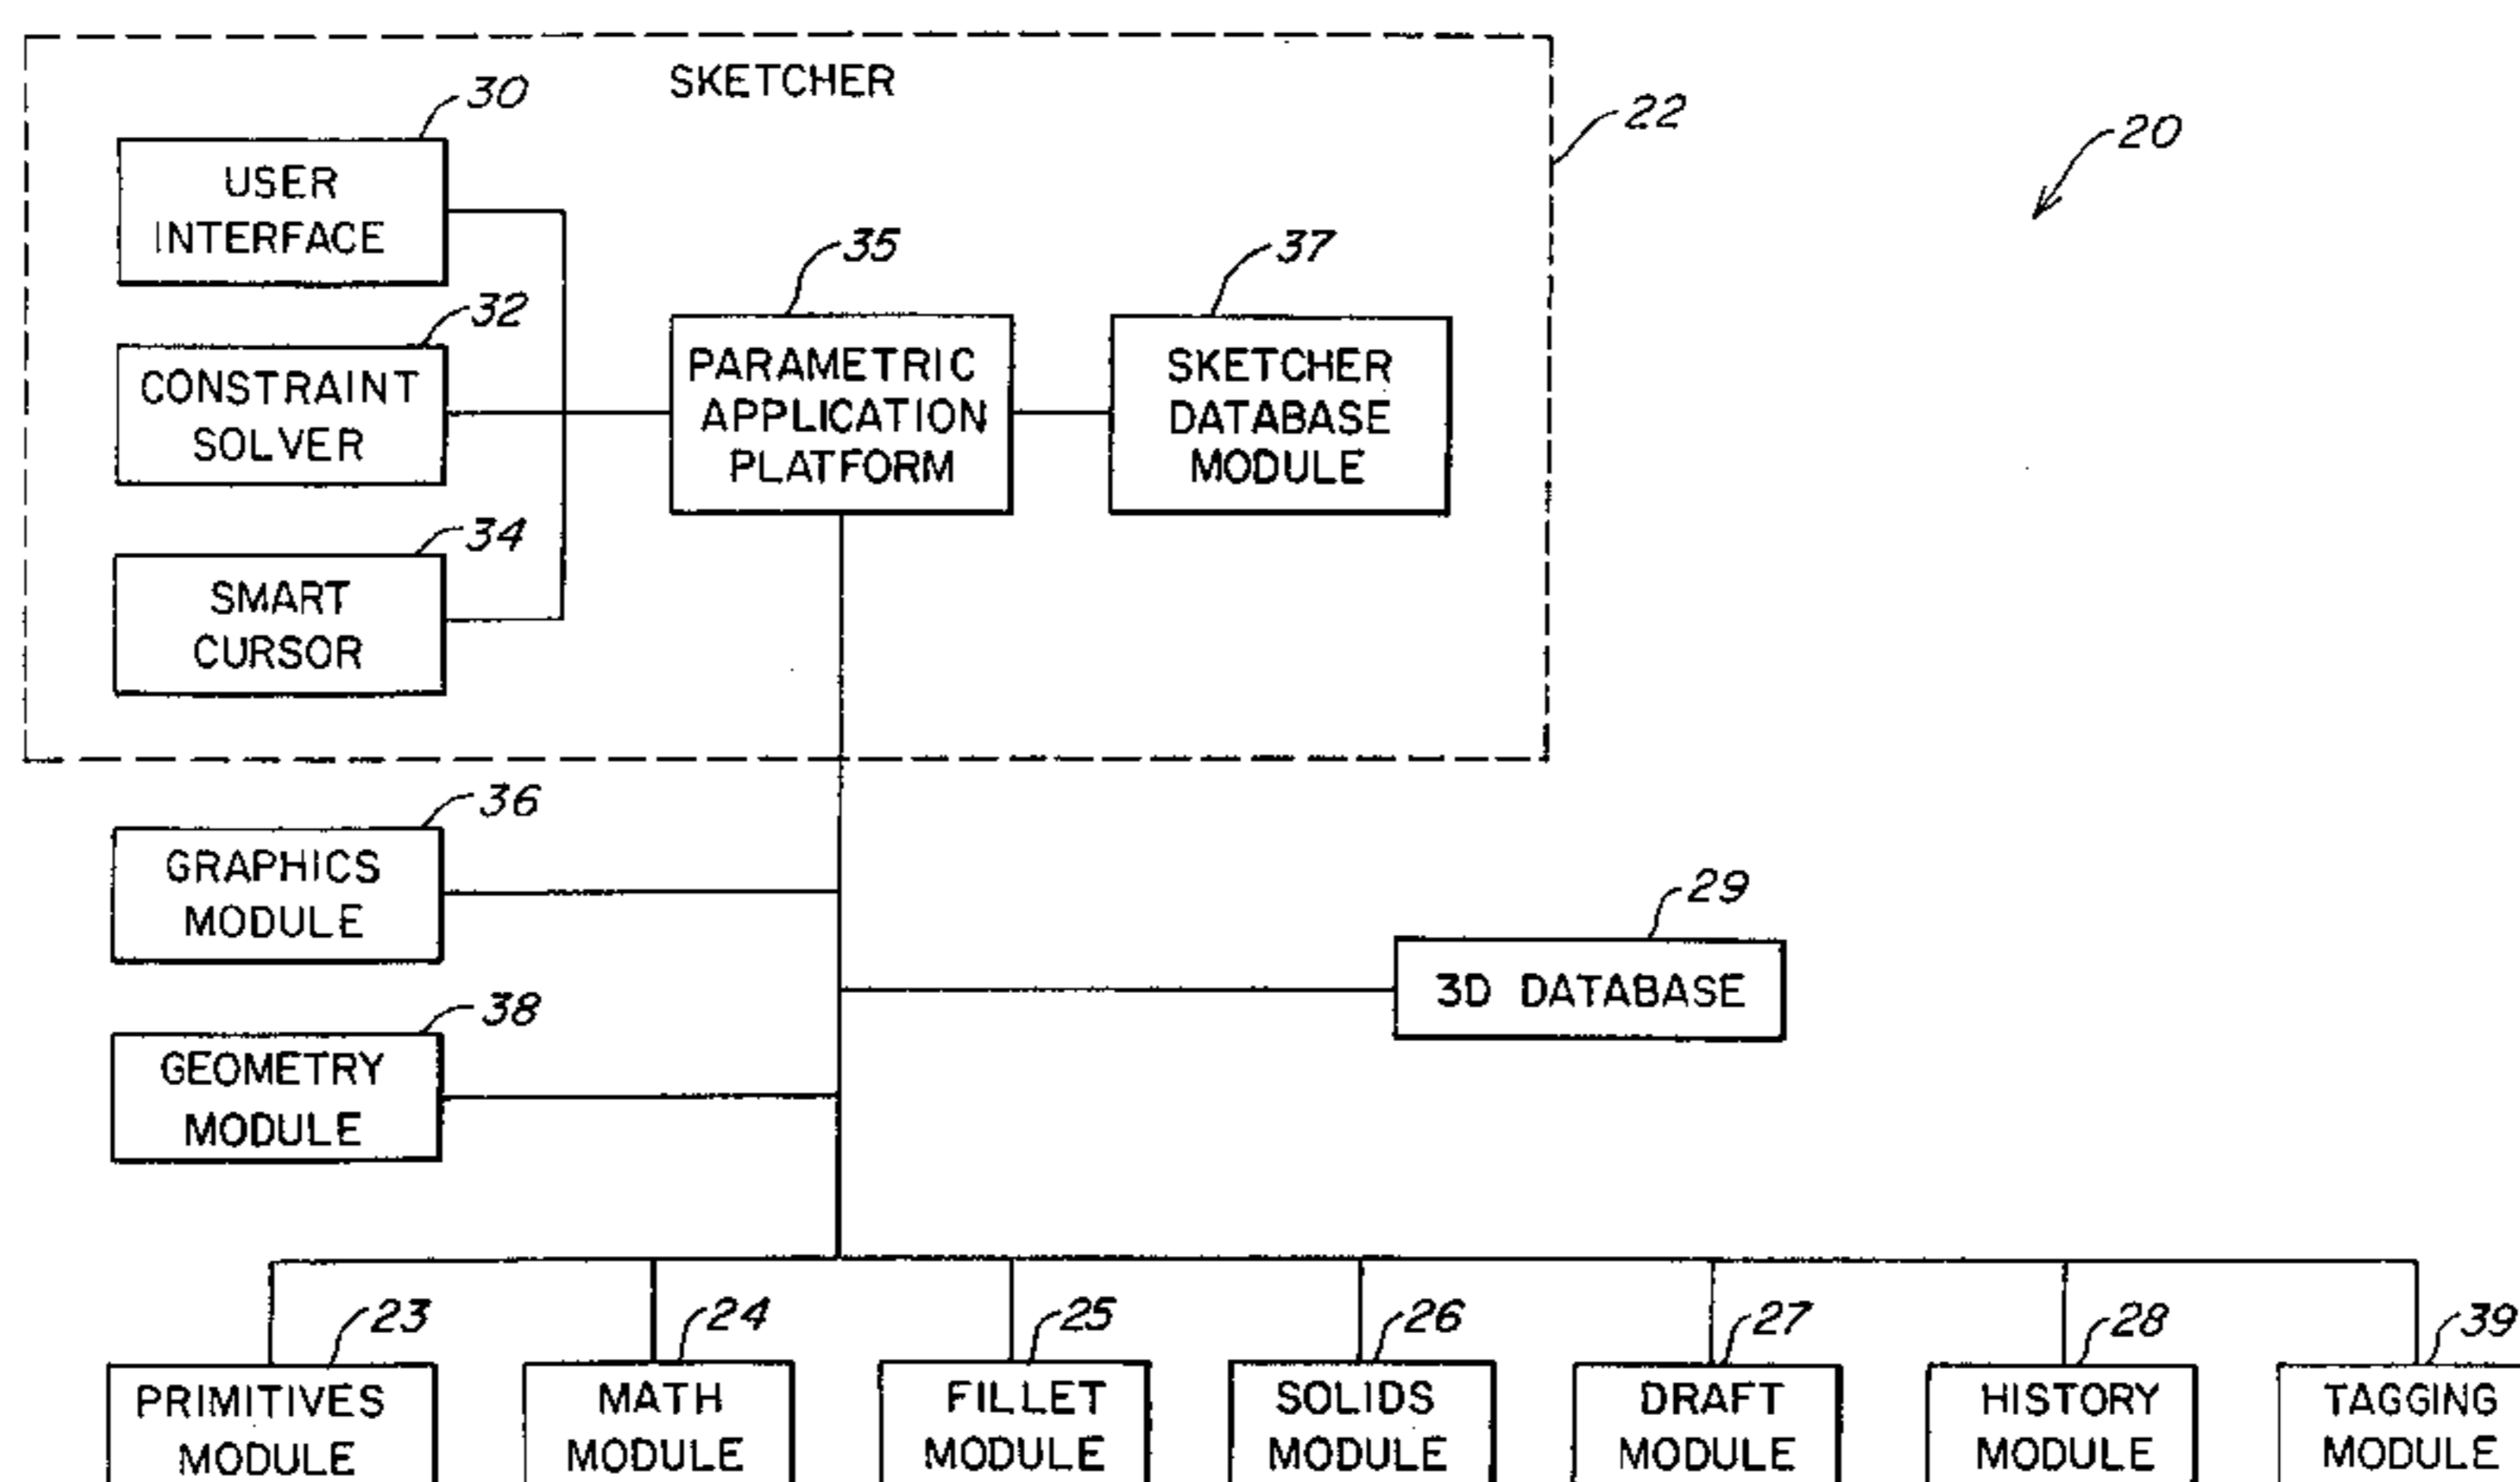 SKETCHER
30
22
20
USER
INTERFACE
35
37
32
PARAMETRIC
APPLICATION
PLATFORM
SKETCHER
DATABASE
MODULE
CONSTRAINT
SOLVER
34
SMART
CURSOR
36
GRAPHICS
MODULE
29
3D DATABASE
38
GEOMETRY
MODULE
23
24
25
26
27
28
39
PRIMITIVES
MODULE
MATH
MODULE
FILLET
MODULE
SOLIDS
MODULE
DRAFT
MODULE
HISTORY
MODULE
TAGGING
MODULE